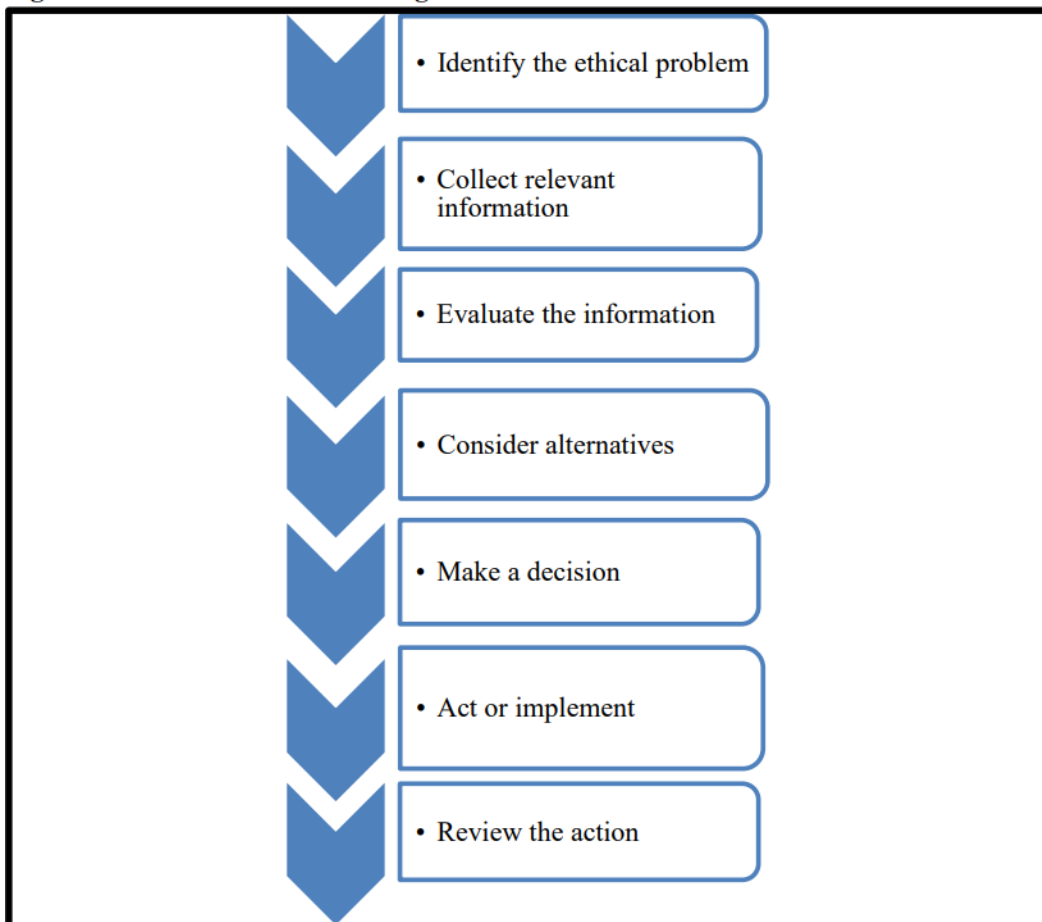 • Identify the ethical problem
• Collect relevant
information
• Evaluate the information
• Consider alternatives
• Make a decision
• Act or implement
• Review the action